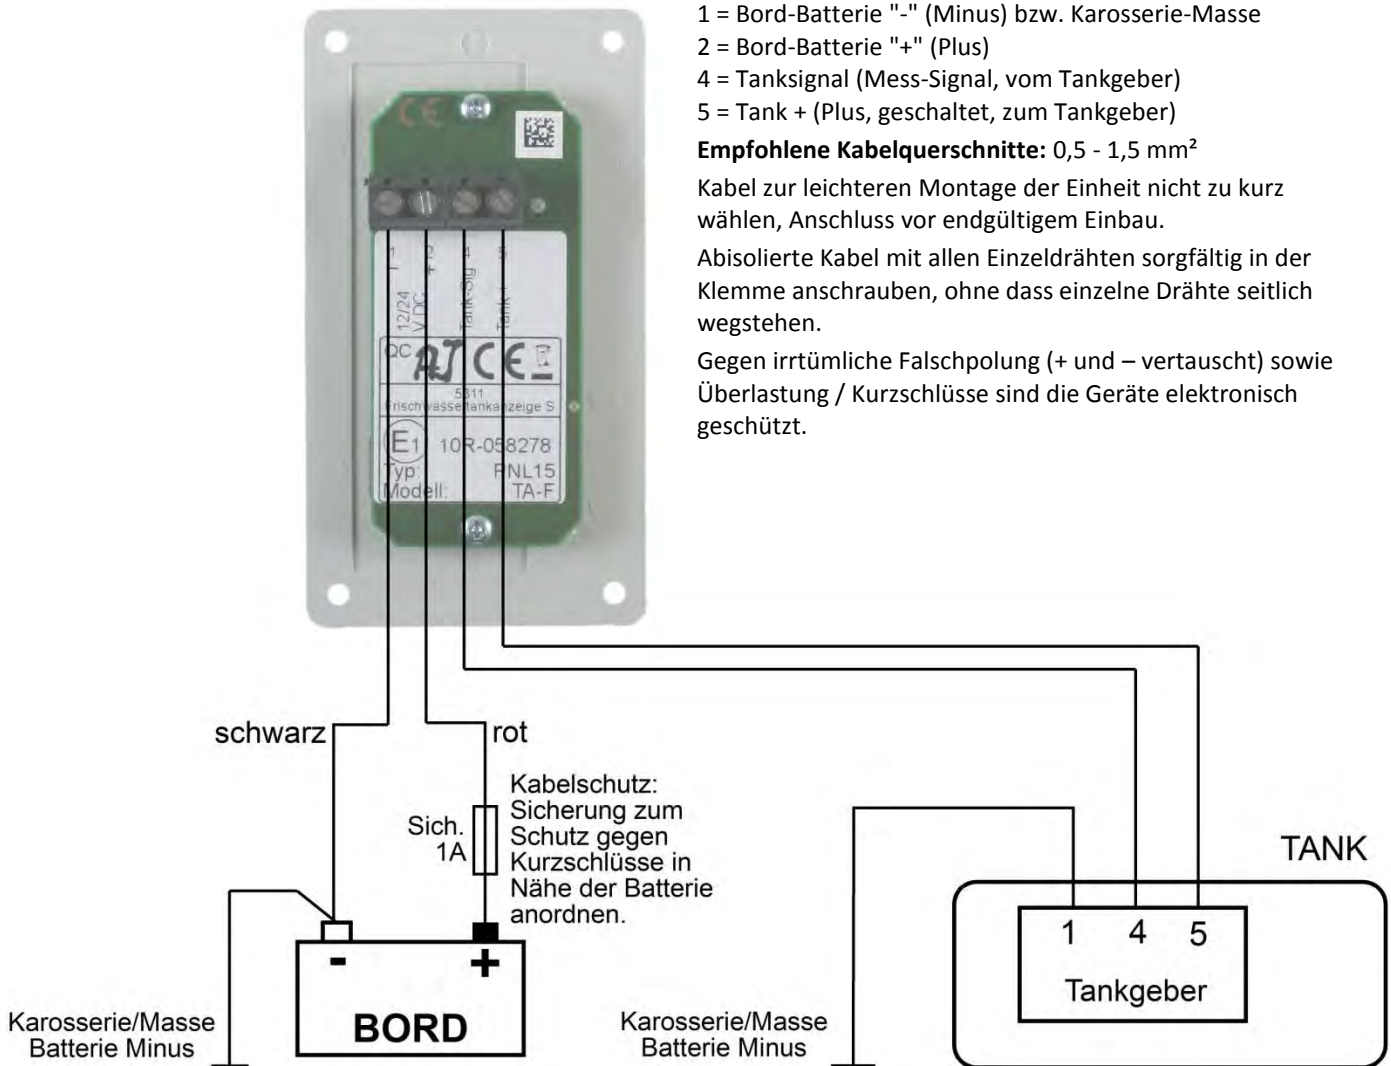 1 = Bord-Batterie "-" (Minus) bzw. Karosserie-Masse
2 = Bord-Batterie "+" (Plus)
4 = Tanksignal (Mess-Signal, vom Tankgeber)
5 = Tank + (Plus, geschaltet, zum Tankgeber)
Empfohlene Kabelquerschnitte: 0,5 - 1,5 mm²
Kabel zur leichteren Montage der Einheit nicht zu kurz
wählen, Anschluss vor endgültigem Einbau.
Abisolierte Kabel mit allen Einzeldrähten sorgfältig in der
Klemme anschrauben, ohne dass einzelne Drähte seitlich
wegstehen.
Gegen irrtümliche Falschpolung (+ und – vertauscht) sowie
Überlastung / Kurzschlüsse sind die Geräte elektronisch
geschützt.
CE
1 2 4 5
- +
12/24
V DC
Tank-Sig
Tank +
QC CE
5311
Frischwassertankanzeige S
E1 10R-058278
Typ: PNL15
Modell: TA-F
schwarz
rot
Sich.
1A
Kabelschutz:
Sicherung zum
Schutz gegen
Kurzschlüsse in
Nähe der Batterie
anordnen.
- +
BORD
Karosserie/Masse
Batterie Minus
Karosserie/Masse
Batterie Minus
TANK
1 4 5
Tankgeber